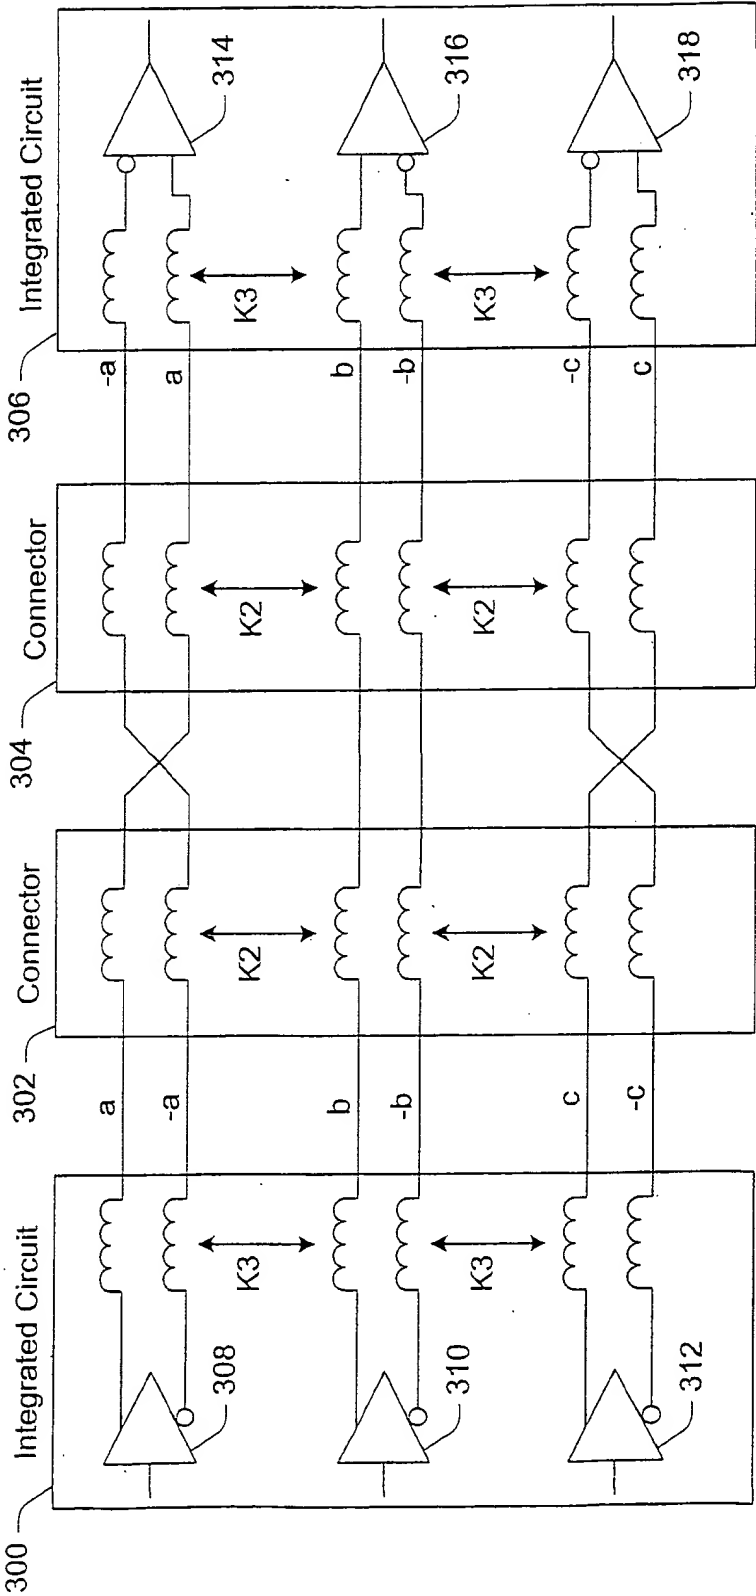 300
Integrated Circuit
302
Connector
304
Connector
306
Integrated Circuit
308
a
-a
a
-a
314
K3
K2
K2
K3
310
b
-b
b
-b
316
K3
K2
K2
K3
312
c
-c
-c
c
318